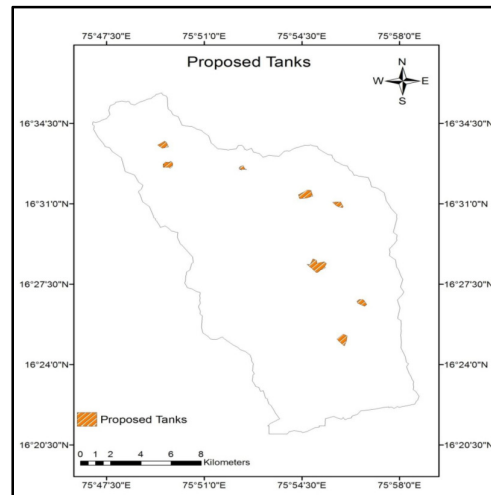 75°47'30"E 75°51'0"E 75°54'30"E 75°58'0"E
Proposed Tanks
N
W E
S
16°34'30"N 16°34'30"N
16°31'0"N 16°31'0"N
16°27'30"N 16°27'30"N
16°24'0"N 16°24'0"N
Proposed Tanks
0 1 2 4 6 8
Kilometers
16°20'30"N 16°20'30"N
75°47'30"E 75°51'0"E 75°54'30"E 75°58'0"E